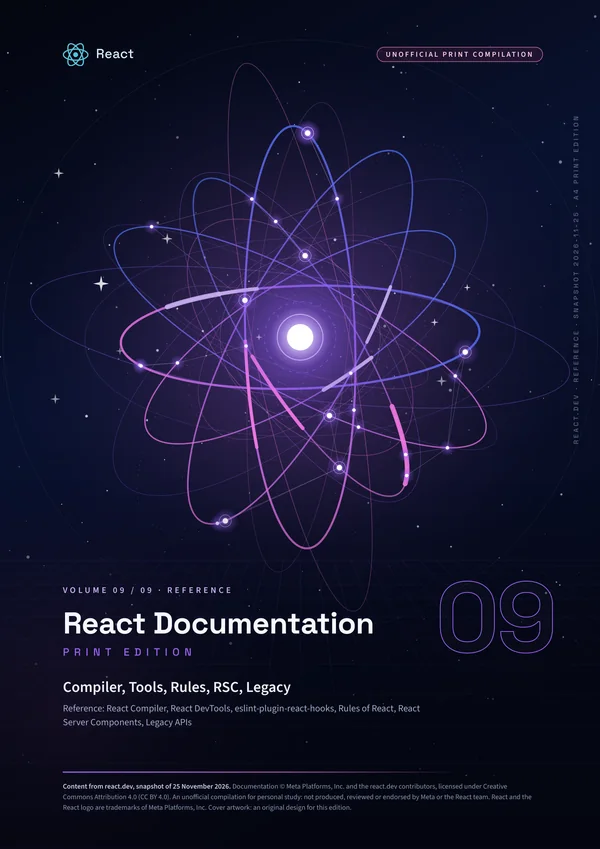 React
UNOFFICIAL PRINT COMPILATION
REACT.DEV · REFERENCE · SNAPSHOT 2026-11-25 · A4 PRINT EDITION
VOLUME 09 / 09 · REFERENCE
React Documentation
09
PRINT EDITION
Compiler, Tools, Rules, RSC, Legacy
Reference: React Compiler, React DevTools, eslint-plugin-react-hooks, Rules of React, React
Server Components, Legacy APIs
Content from react.dev, snapshot of 25 November 2026. Documentation © Meta Platforms, Inc. and the react.dev contributors, licensed under Creative
Commons Attribution 4.0 (CC BY 4.0). An unofficial compilation for personal study: not produced, reviewed or endorsed by Meta or the React team. React and the
React logo are trademarks of Meta Platforms, Inc. Cover artwork: an original design for this edition.